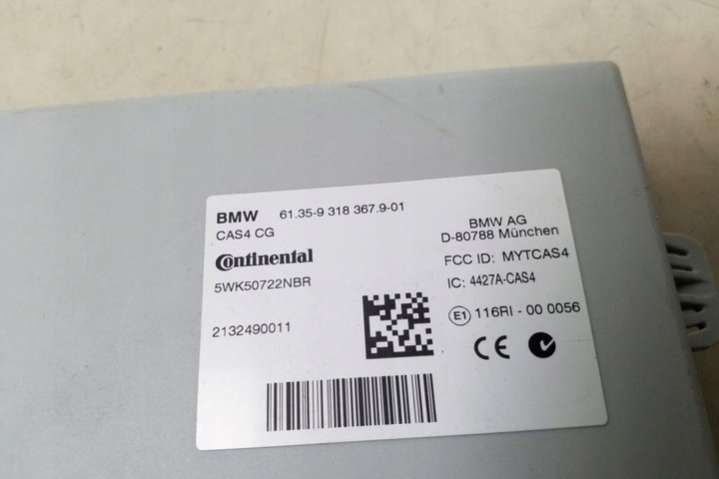 BMW 61.35-9 318 367.9-01
CAS4 CG
Continental
5WK50722NBR
2132490011
BMW AG
D-80788 München
FCC ID: MYTCAS4
IC: 4427A-CAS4
E1 116RI - 00 0056
CE